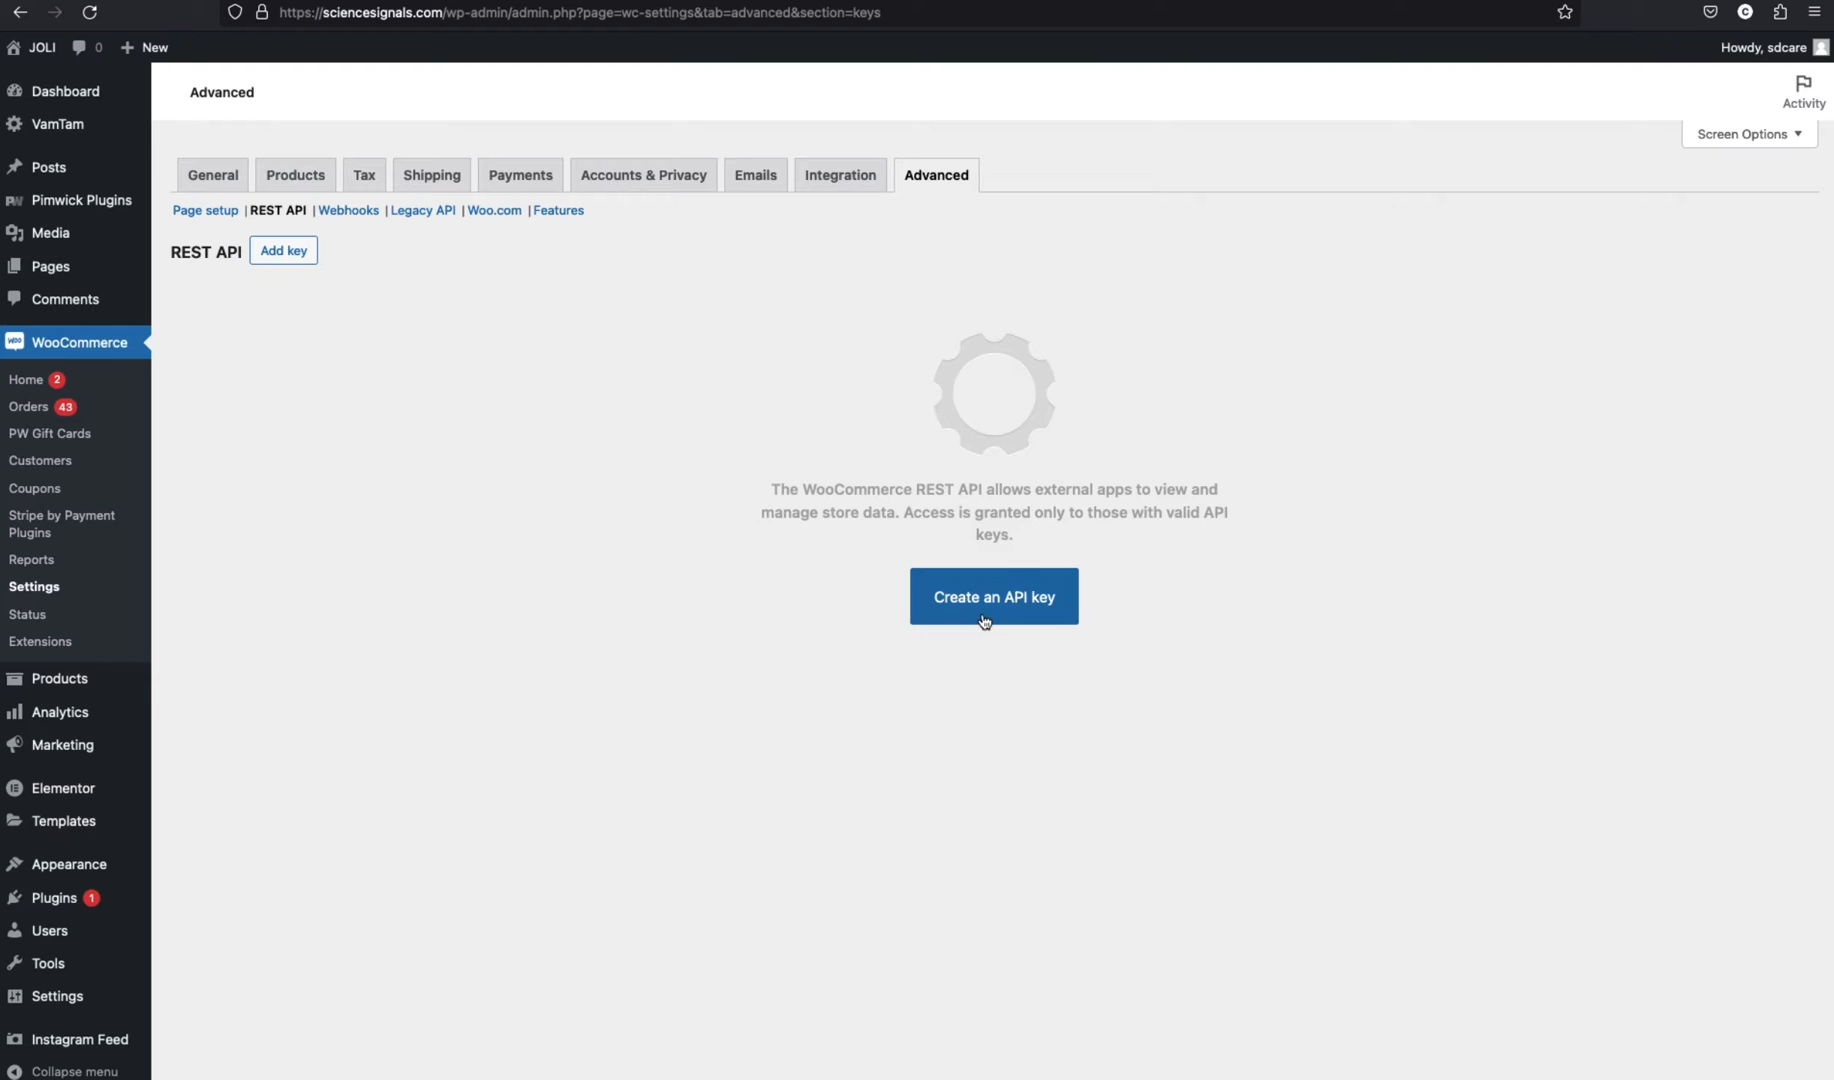 https://sciencesignals.com/wp-admin/admin.php?page=wc-settings&tab=advanced&section=keys
C
JOLI 0 New
Howdy, sdcare
Dashboard
VamTam
Posts
PW Pimwick Plugins
Media
Pages
Comments
Woo WooCommerce
Home 2
Orders 43
PW Gift Cards
Customers
Coupons
Stripe by Payment
Plugins
Reports
Settings
Status
Extensions
Products
Analytics
Marketing
Elementor
Templates
Appearance
Plugins 1
Users
Tools
Settings
Instagram Feed
Collapse menu
Advanced
Activity
Screen Options
General Products Tax Shipping Payments Accounts & Privacy Emails Integration Advanced
Page setup | REST API | Webhooks | Legacy API | Woo.com | Features
REST API Add key
The WooCommerce REST API allows external apps to view and
manage store data. Access is granted only to those with valid API
keys.
Create an API key